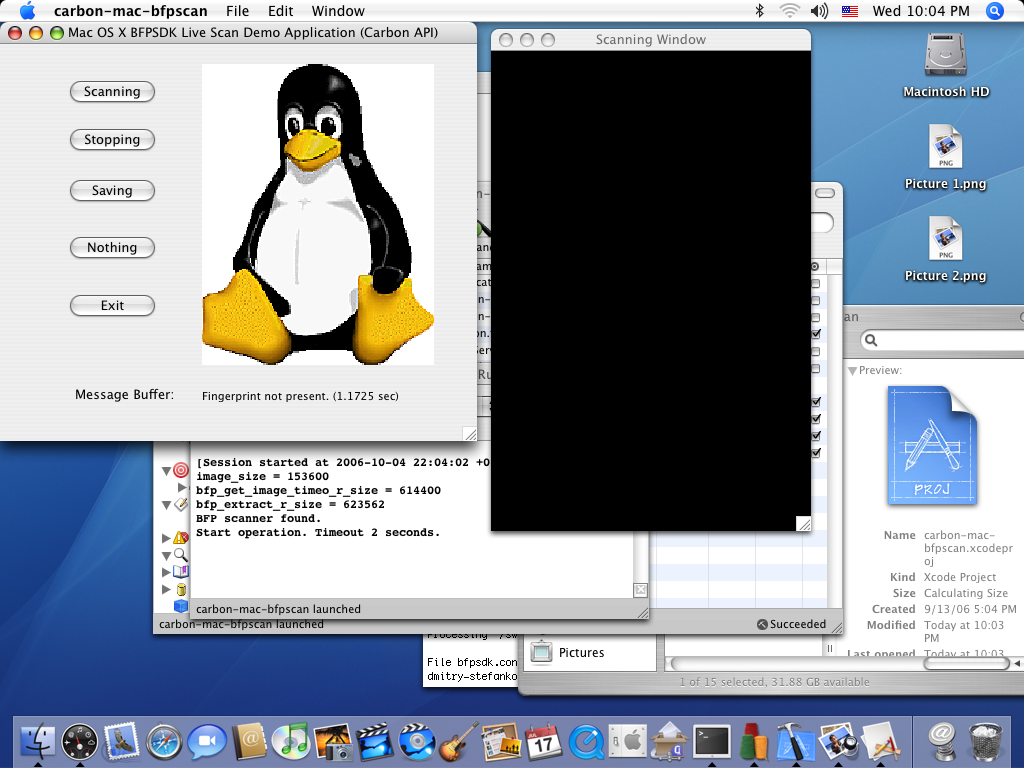 carbon-mac-bfpscan File Edit Window Wed 10:04 PM
Mac OS X BFPSDK Live Scan Demo Application (Carbon API)
Scanning
Stopping
Saving
Nothing
Exit
Message Buffer: Fingerprint not present. (1.1725 sec)
Scanning Window
Macintosh HD
PNG
Picture 1.png
PNG
Picture 2.png
Preview:
PROJ
Name carbon-mac-
bfpscan.xcodepr
oj
Kind Xcode Project
Size Calculating Size
Created 9/13/06 5:04 PM
Modified Today at 10:03
PM
Last opened Today at 10:03
[Session started at 2006-10-04 22:04:02 +0
image_size = 153600
bfp_get_image_timeo_r_size = 614400
bfp_extract_r_size = 623562
BFP scanner found.
Start operation. Timeout 2 seconds.
carbon-mac-bfpscan launched
carbon-mac-bfpscan launched Succeeded
Processing /sw
File bfpsdk.con
dmitry-stefanko
Pictures
1 of 15 selected, 31.88 GB available
17